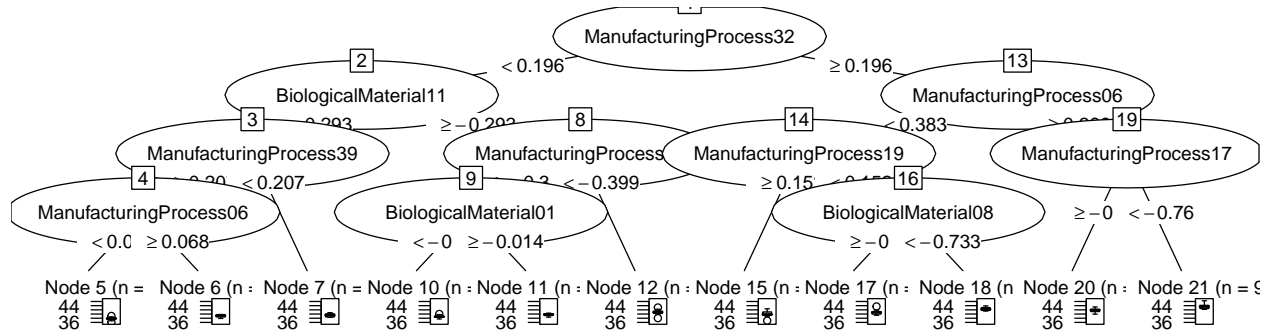 ManufacturingProcess32
2
13
<0.196
≥0.196
BiologicalMaterial11
ManufacturingProcess06
3
8
14
19
ManufacturingProcess39
ManufacturingProcess
ManufacturingProcess19
ManufacturingProcess17
<0.207
<−0.399
4
9
16
ManufacturingProcess06
BiologicalMaterial01
BiologicalMaterial08
≥−0
<−0.76
<0.0
≥0.068
<−0
≥−0.014
≥−0
<−0.733
Node 5 (n =
Node 6 (n
Node 7 (n =
Node 10 (n
Node 11 (n
Node 12 (n
Node 15 (n
Node 17 (n
Node 18 (n
Node 20 (n
Node 21 (n = 9
44 44 44 44 44 44 44 44 44 44 44
36 36 36 36 36 36 36 36 36 36 36